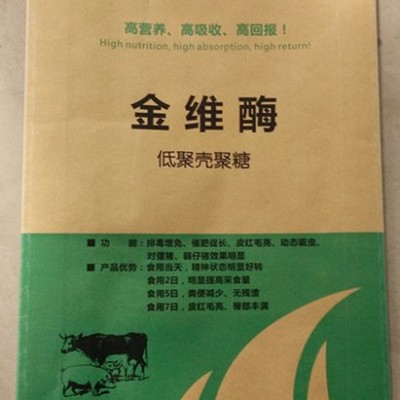 高营养、高吸收、高回报！
High nutrition, high absorption, high return!
金维酶
低聚壳聚糖
■ 功　　能：排毒增免、催肥促长、皮红毛亮、动态驱虫。
对僵猪、弱仔猪效果明显
■ 产品优势：食用当天，精神状态明显好转
食用2日，明显提高采食量
食用5日，粪便减少、无残渣
食用7日，皮红毛亮、臀部丰满